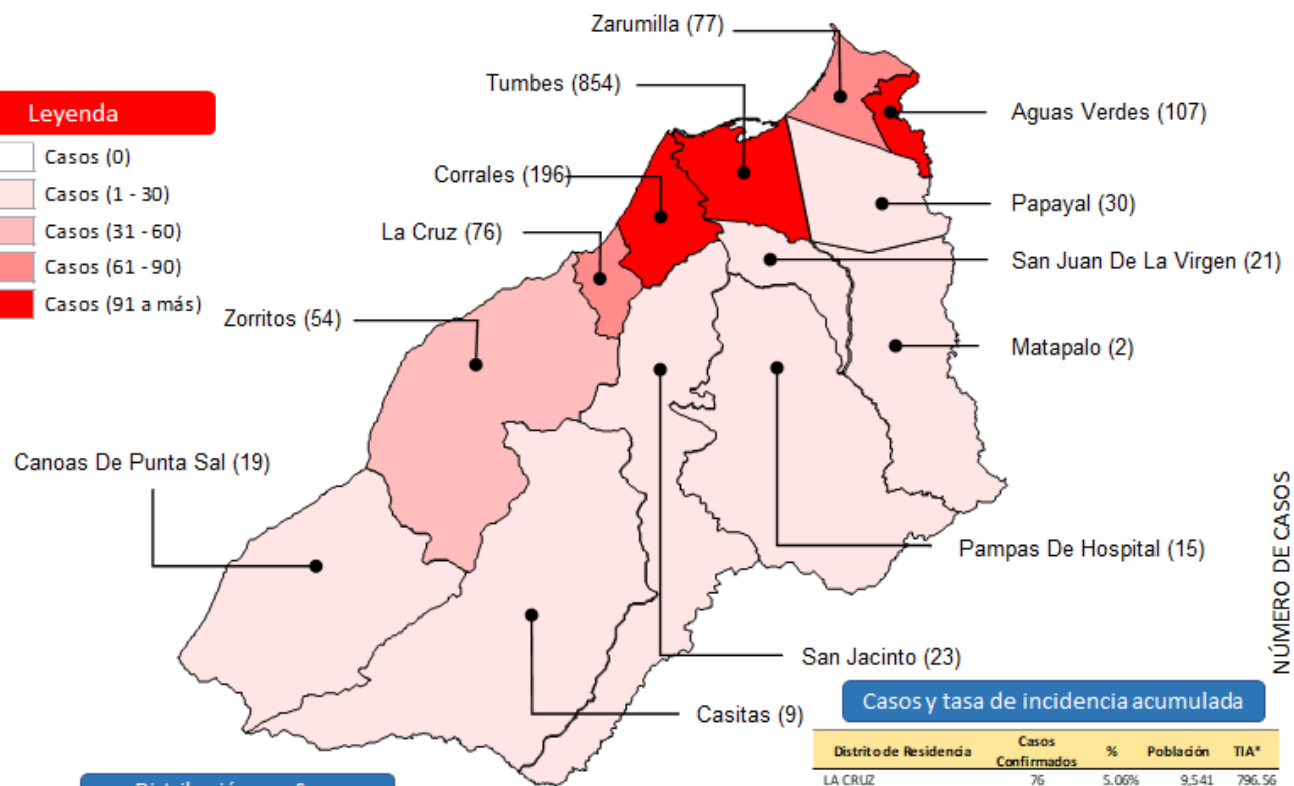 Zarumilla (77)
Tumbes (854)
Leyenda
Aguas Verdes (107)
Casos (0)
Corrales (196)
Casos (1 - 30)
Papayal (30)
La Cruz (76)
Casos (31 - 60)
San Juan De La Virgen (21)
Casos (61 - 90)
Casos (91 a más)
Zorritos (54)
Matapalo (2)
Canoas De Punta Sal (19)
NÚMERO DE CASOS
Pampas De Hospital (15)
San Jacinto (23)
Casitas (9)
Casos y tasa de incidencia acumulada
Distrito de Residencia Casos Confirmados % Población TIA*
LA CRUZ 76 5.06% 9,541 796.56